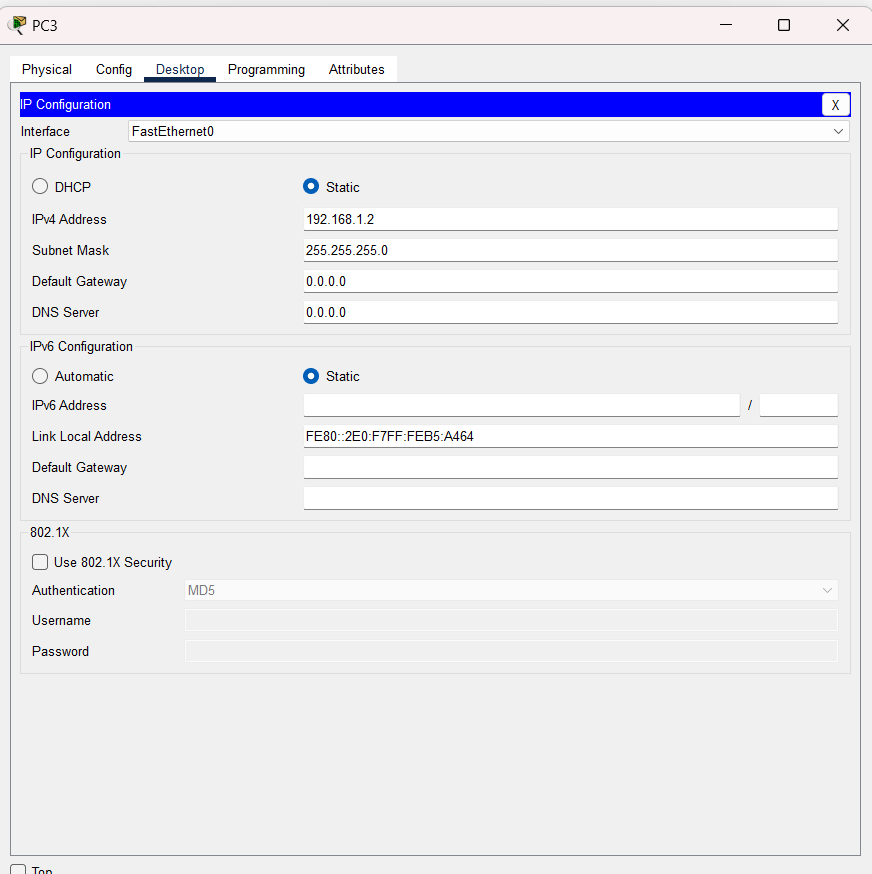 PC3
Physical Config Desktop Programming Attributes
IP Configuration X
Interface FastEthernet0
IP Configuration
DHCP Static
IPv4 Address 192.168.1.2
Subnet Mask 255.255.255.0
Default Gateway 0.0.0.0
DNS Server 0.0.0.0
IPv6 Configuration
Automatic Static
IPv6 Address /
Link Local Address FE80::2E0:F7FF:FEB5:A464
Default Gateway
DNS Server
802.1X
Use 802.1X Security
Authentication MD5
Username
Password
Top